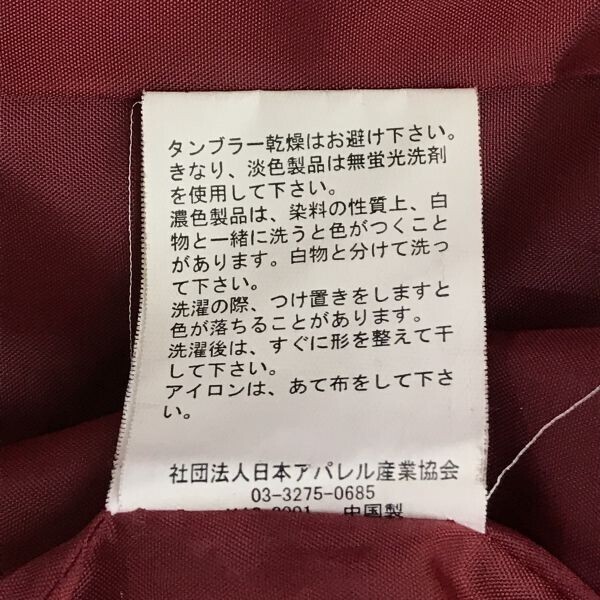 タンブラー乾燥はお避け下さい。
きなり、淡色製品は無蛍光洗剤
を使用して下さい。
濃色製品は、染料の性質上、白
物と一緒に洗うと色がつくこと
があります。白物と分けて洗っ
て下さい。
洗濯の際、つけ置きをしますと
色が落ちることがあります。
洗濯後は、すぐに形を整えて干
して下さい。
アイロンは、あて布をして下さ
い。
社団法人日本アパレル産業協会
03-3275-0685
中国製